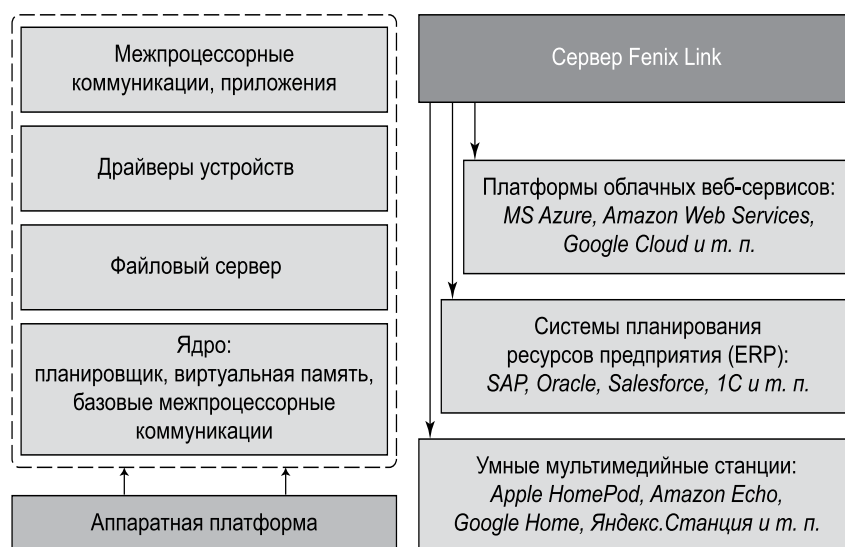 Межпроцессорные
коммуникации, приложения
Драйверы устройств
Файловый сервер
Ядро:
планировщик, виртуальная память,
базовые межпроцессорные
коммуникации
Аппаратная платформа
Сервер Fenix Link
Платформы облачных веб-сервисов:
MS Azure, Amazon Web Services,
Google Cloud и т. п.
Системы планирования
ресурсов предприятия (ERP):
SAP, Oracle, Salesforce, 1C и т. п.
Умные мультимедийные станции:
Apple HomePod, Amazon Echo,
Google Home, Яндекс.Станция и т. п.